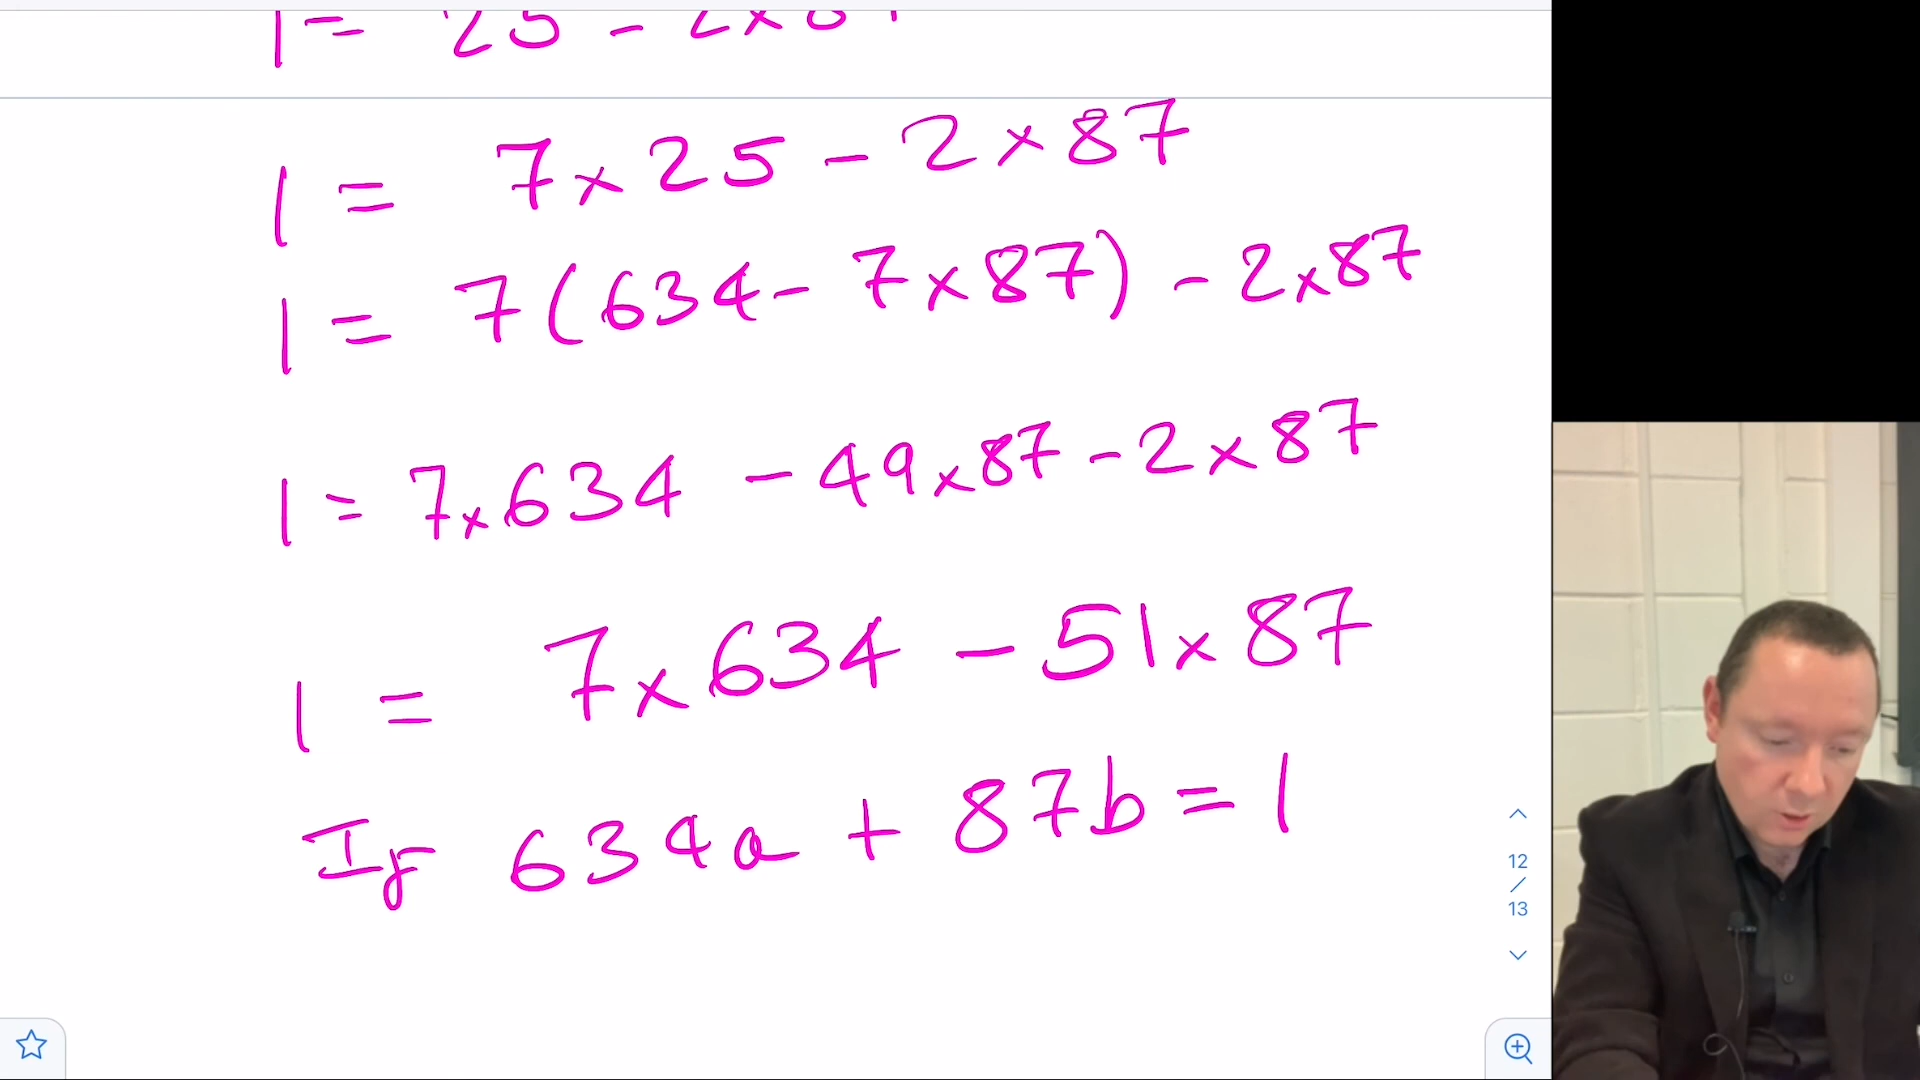 1 = 7 × 25 - 2 × 87
1 = 7(634 - 7 × 87) - 2 × 87
1 = 7 × 634 - 49 × 87 - 2 × 87
1 = 7 × 634 - 51 × 87
If 634a + 87b = 1
12
/
13